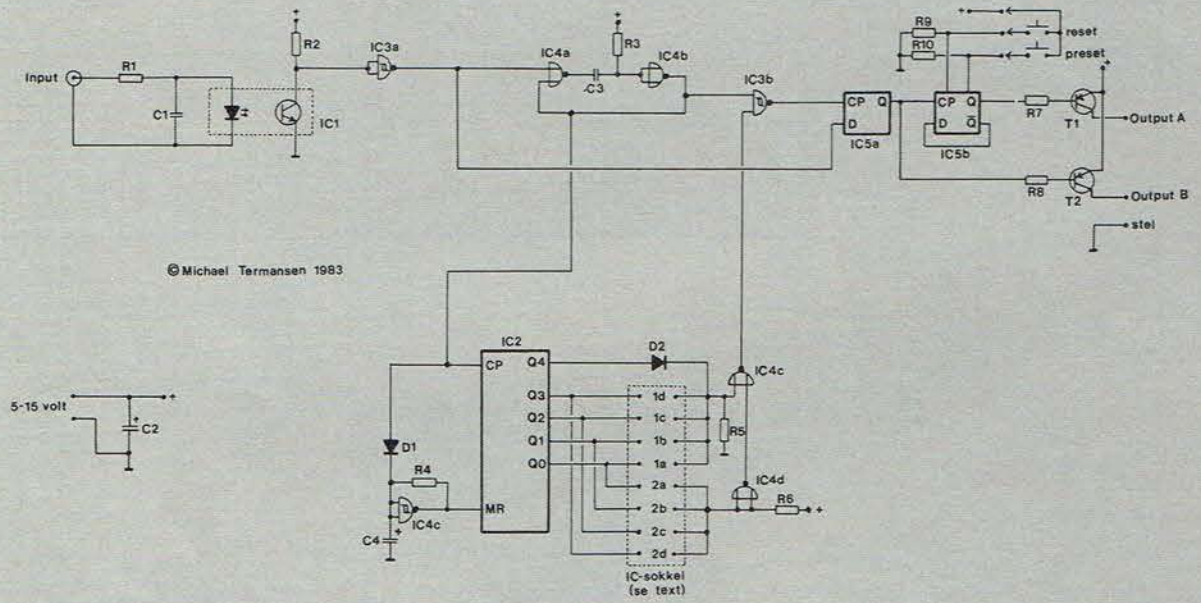 Input
R1
C1
IC1
+
R2
IC3a
IC4a
C3
+
R3
IC4b
IC3b
CP Q
D
IC5a
R9
R10
+
reset
preset
CP Q
D Q
IC5b
R7
T1
+
Output A
R8
T2
Output B
stel
© Michael Termansen 1983
5-15 volt
+
C2
+
D1
R4
IC4c
C4
+
IC2
CP
MR
Q4
Q3
Q2
Q1
Q0
D2
1d
1c
1b
1a
2a
2b
2c
2d
IC-sokkel
(se text)
R5
IC4c
IC4d
R6
+